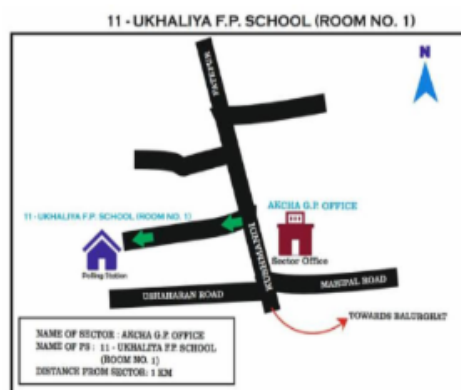 11 - UKHALIYA F.P. SCHOOL (ROOM NO. 1)
N
FATEPUR
AKCHA G.P. OFFICE
11 - UKHALIYA F.P. SCHOOL (ROOM NO. 1)
KUSHMANDI
Polling Station
Sector Office
MAHIPAL ROAD
USHAHARAN ROAD
TOWARDS BALURGHAT
NAME OF SECTOR : AKCHA G.P. OFFICE
NAME OF PS : 11 - UKHALIYA F.P. SCHOOL
(ROOM NO. 1)
DISTANCE FROM SECTOR: 1 KM